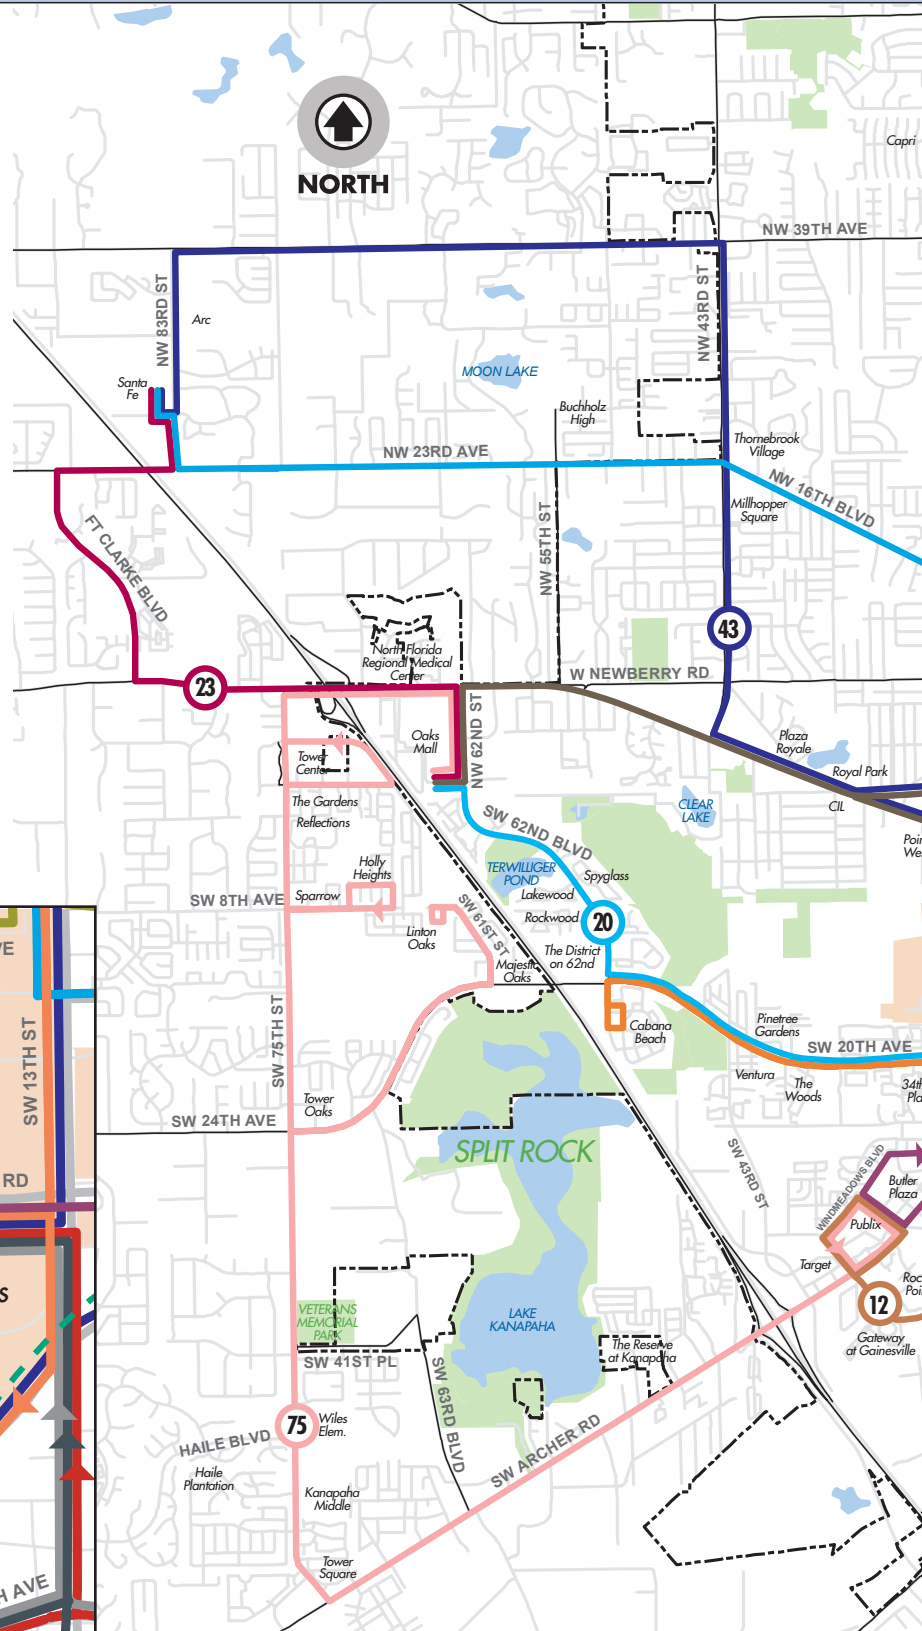 Capri
NORTH
NW 39TH AVE
NW 83RD ST
NW 43RD ST
Arc
MOON LAKE
Santa
Fe
Buchholz
High
Thornebrook
Village
NW 23RD AVE
NW 16TH BLVD
Millhopper
Square
FT CLARKE BLVD
NW 55TH ST
43
North Florida
Regional Medical
Center
W NEWBERRY RD
23
NW 62ND ST
Oaks
Mall
Plaza
Royale
Tower
Center
Royal Park
The Gardens
CIL
CLEAR
LAKE
Reflections
SW 62ND BLVD
Holly
Heights
TERWILLIGER
POND
Spyglass
SW 8TH AVE
Sparrow
Lakewood
Rockwood
20
SW 61ST ST
Linton
Oaks
The District
on 62nd
Majestic
Oaks
SW 75TH ST
SW 13TH ST
Cabana
Beach
Pinetree
Gardens
SW 20TH AVE
Ventura
The
Woods
Tower
Oaks
SW 24TH AVE
SPLIT ROCK
SW 43RD ST
WINDMEADOWS BLVD
Butler
Plaza
RD
Publix
Target
12
VETERANS
MEMORIAL
PARK
LAKE
KANAPAHA
Gateway
at Gainesville
The Reserve
at Kanapaha
SW 41ST PL
SW 63RD BLVD
75
Wiles
Elem.
HAILE BLVD
SW ARCHER RD
Haile
Plantation
Kanapaha
Middle
Tower
Square
H AVE